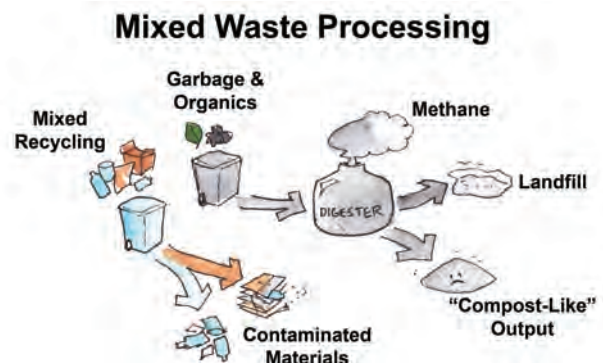 Mixed Waste Processing
Garbage &
Organics
Mixed
Recycling
Methane
DIGESTER
Landfill
"Compost-Like"
Output
Contaminated
Materials